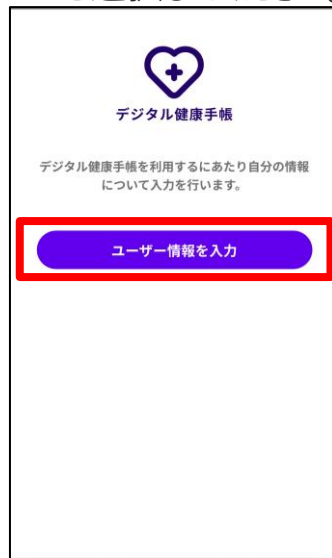 デジタル健康手帳
デジタル健康手帳を利用するにあたり自分の情報
について入力を行います。
ユーザー情報を入力